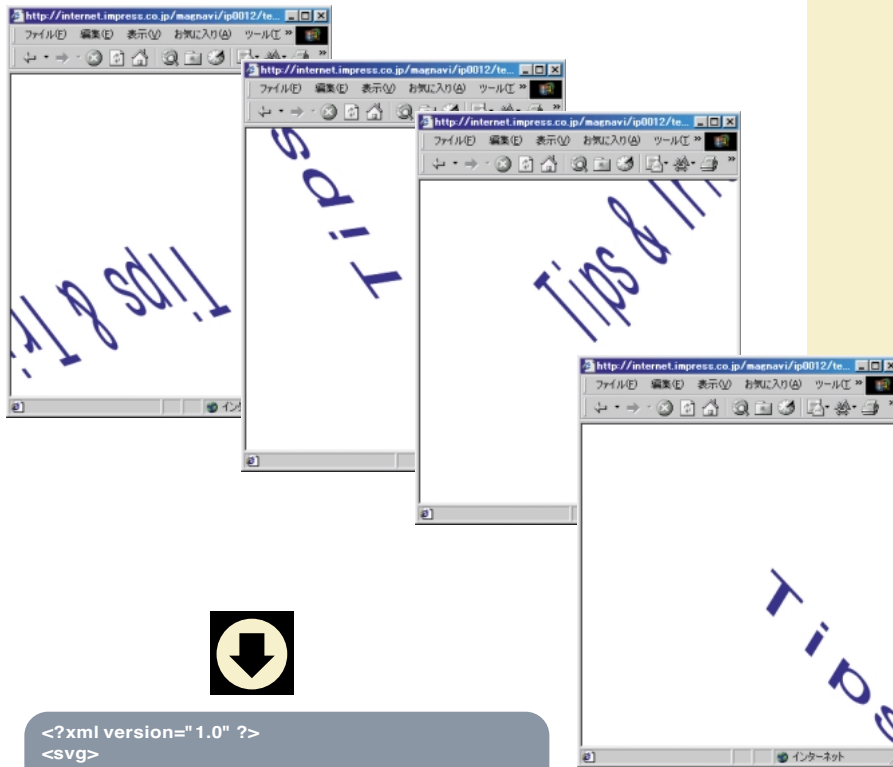 http://internet.impress.co.jp/magnavi/ip0012/te...
ファイル(F) 編集(E) 表示(V) お気に入り(A) ツール(T »
Tips & Tri
http://internet.impress.co.jp/magnavi/ip0012/te...
ファイル(F) 編集(E) 表示(V) お気に入り(A) ツール(T »
Tips
http://internet.impress.co.jp/magnavi/ip0012/te...
ファイル(F) 編集(E) 表示(V) お気に入り(A) ツール(T »
Tips & Tri
http://internet.impress.co.jp/magnavi/ip0012/te...
ファイル(F) 編集(E) 表示(V) お気に入り(A) ツール(T
Tips
インターネット
<?xml version="1.0" ?>
<svg>